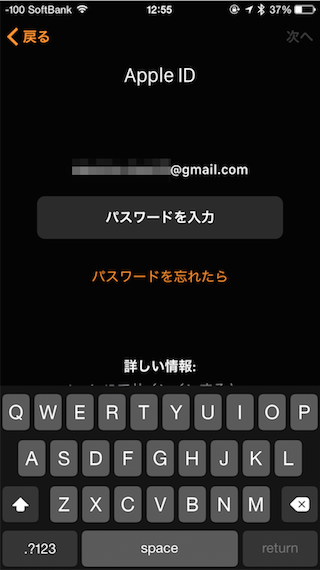 -100 SoftBank 12:55 37%
戻る 次へ
Apple ID
@gmail.com
パスワードを入力
パスワードを忘れたら
詳しい情報:
Q W E R T Y U I O P
A S D F G H J K L
Z X C V B N M
.?123 space return